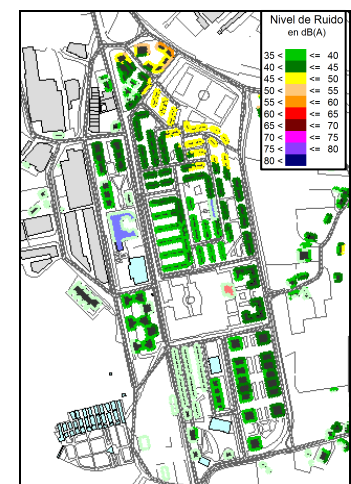 Nivel de Ruido
en dB(A)
35 < <= 40
40 < <= 45
45 < <= 50
50 < <= 55
55 < <= 60
60 < <= 65
65 < <= 70
70 < <= 75
75 < <= 80
80 <